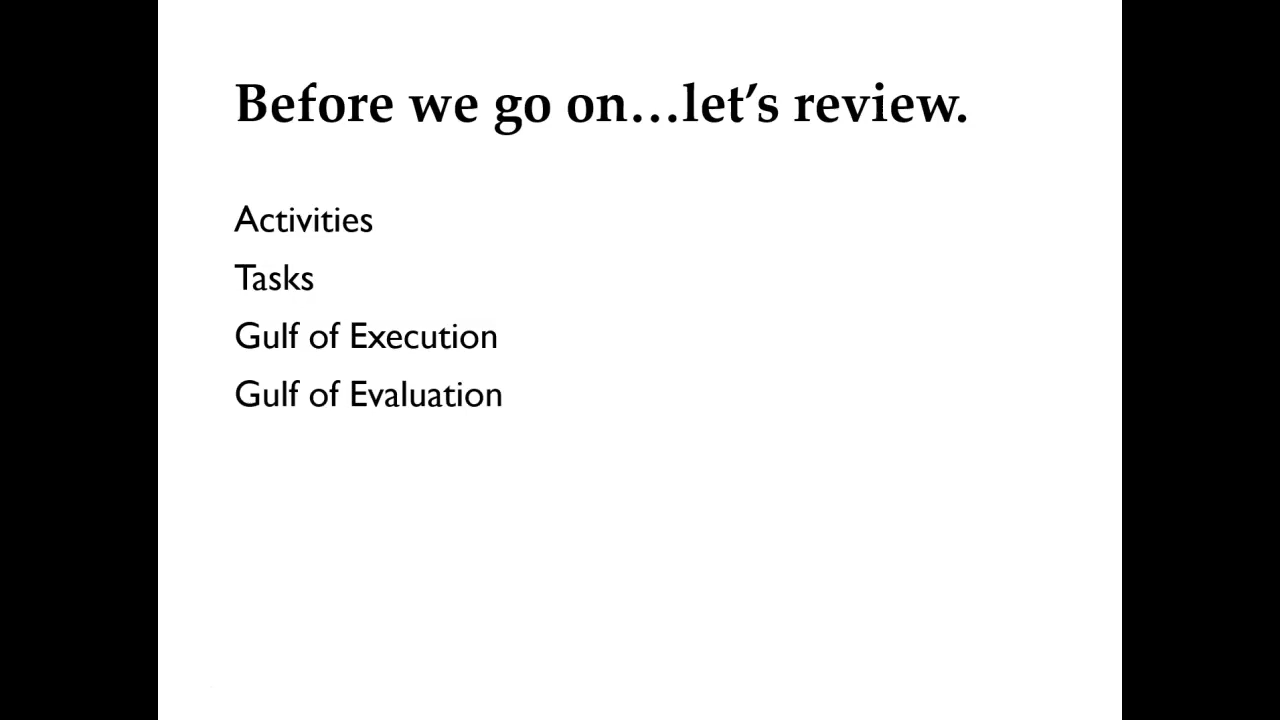 Before we go on…let’s review.
Activities
Tasks
Gulf of Execution
Gulf of Evaluation